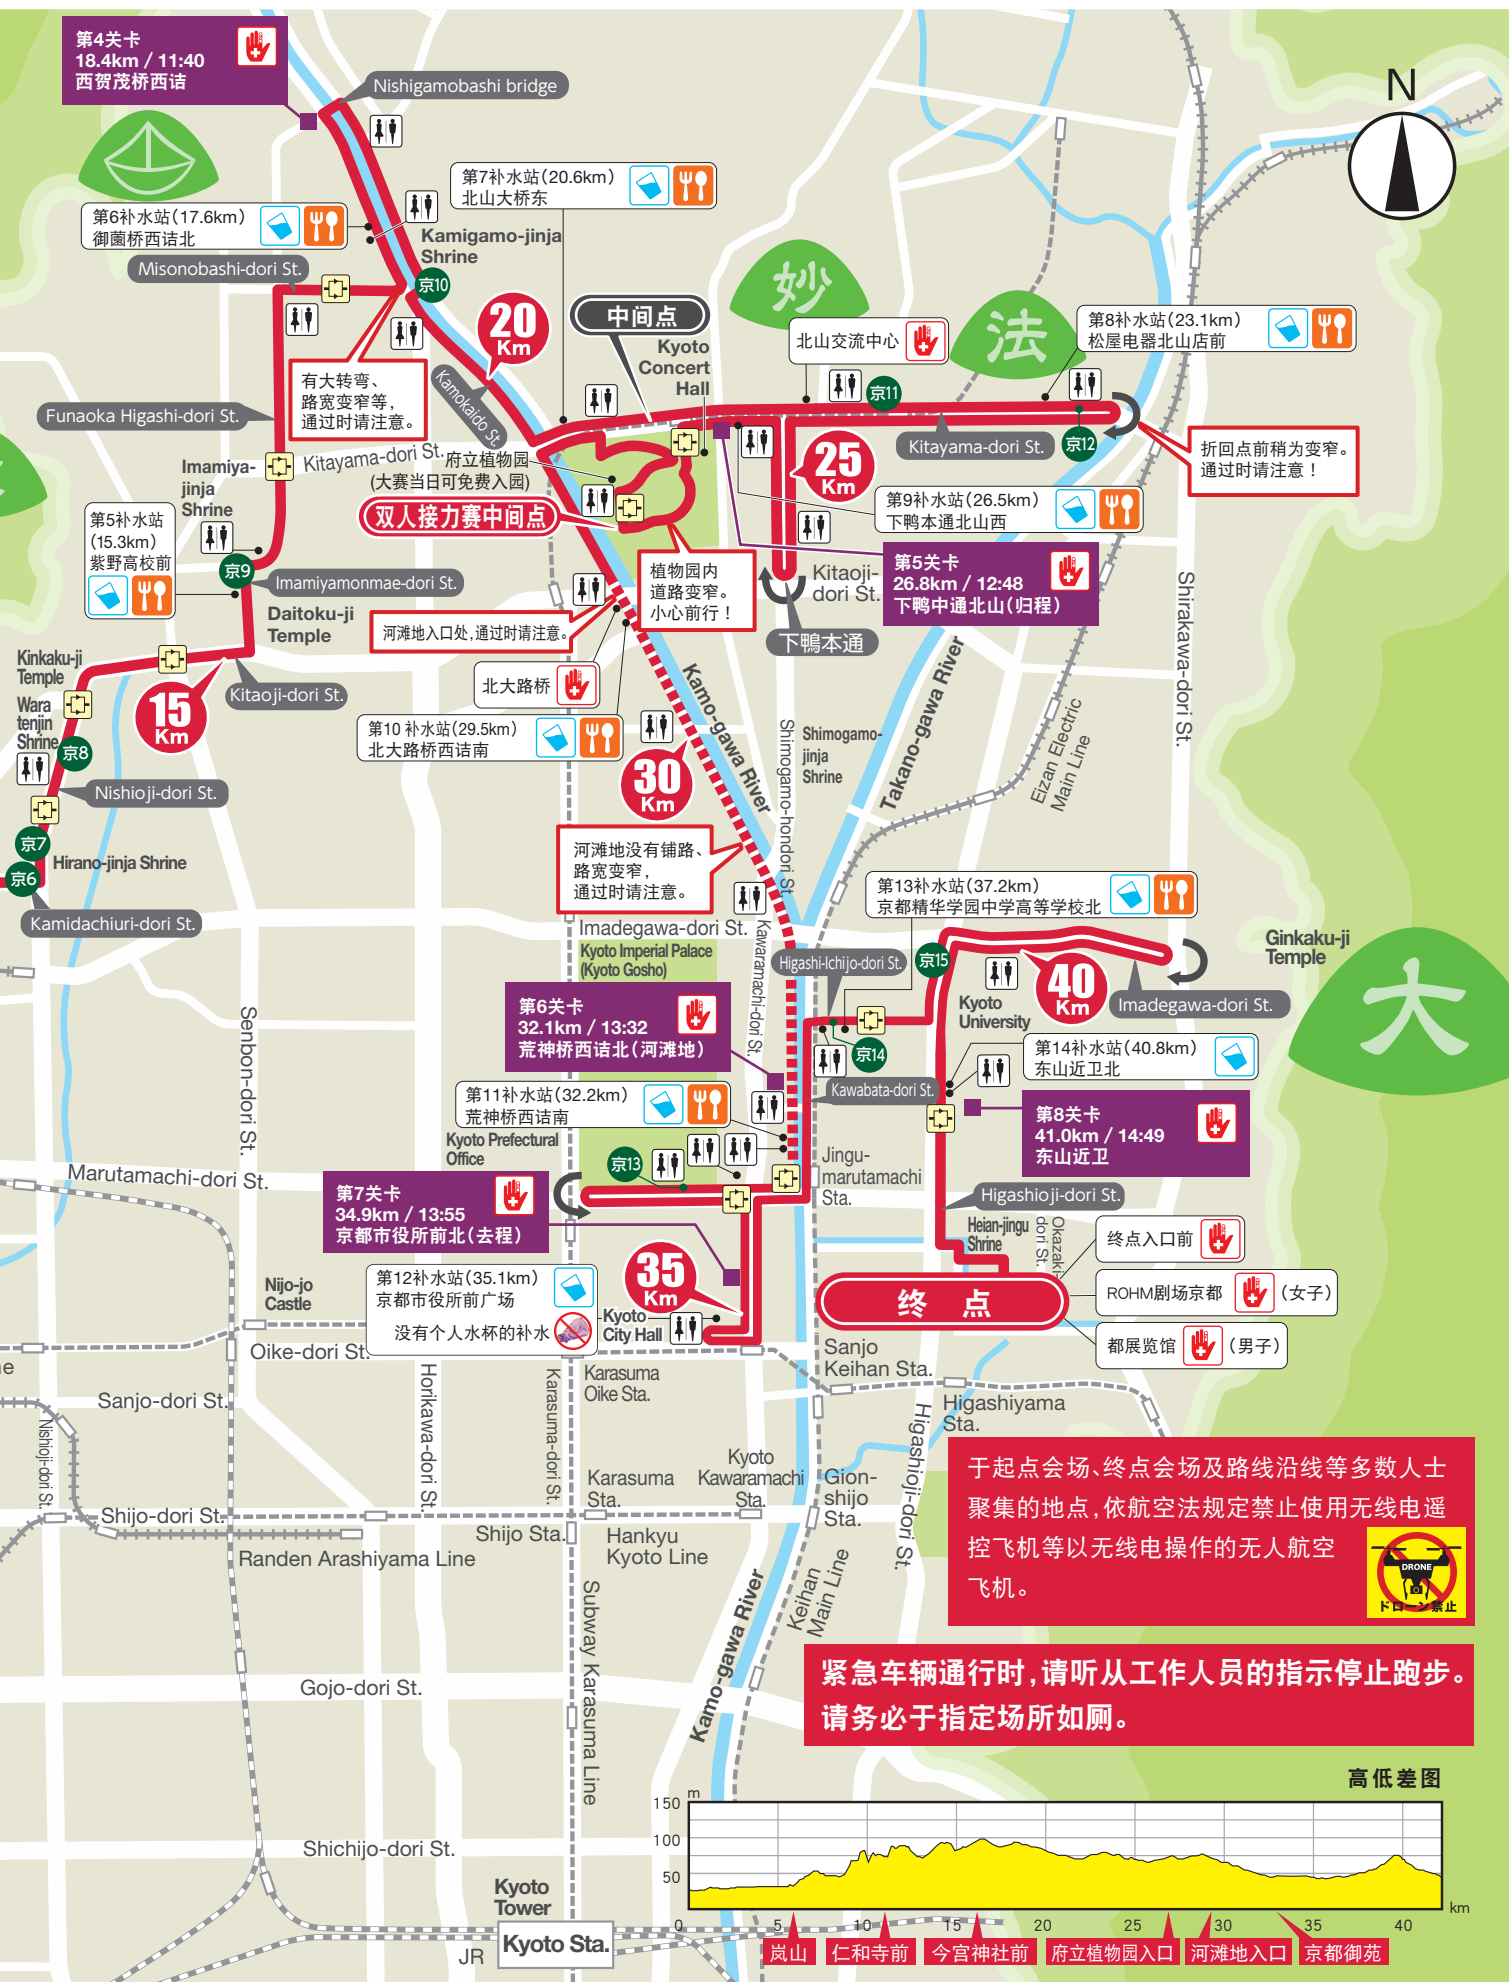 第4关卡
18.4km / 11:40
西贺茂桥西诘
Nishigamobashi bridge
N
第7补水站(20.6km)
北山大桥东
第6补水站(17.6km)
御薗桥西诘北
Kamigamo-jinja
Shrine
Misonobashi-dori St.
京10
20
Km
中间点
妙
法
北山交流中心
第8补水站(23.1km)
松屋电器北山店前
Kyoto
Concert
Hall
有大转弯、
路宽变窄等，
通过时请注意。
Kamokaido St.
京11
Funaoka Higashi-dori St.
Kitayama-dori St.
京12
Kitayama-dori St.
府立植物园
(大赛当日可免费入园)
25
Km
折回点前稍为变窄。
通过时请注意！
Imamiya-
jinja
Shrine
双人接力赛中间点
第9补水站(26.5km)
下鸭本通北山西
第5补水站
(15.3km)
紫野高校前
京9
Imamiyamonmae-dori St.
植物园内
道路变窄。
小心前行！
Kitaoji-
dori St.
第5关卡
26.8km / 12:48
下鸭中通北山(归程)
Daitoku-ji
Temple
河滩地入口处,通过时请注意。
下鴨本通
Shirakawa-dori St.
Kinkaku-ji
Temple
Wara
tenjin
Shrine
京8
15
Km
Kitaoji-dori St.
北大路桥
第10 补水站(29.5km)
北大路桥西诘南
Kamo-gawa River
Shimogamo-hondori St.
Shimogamo-
jinja
Shrine
Takano-gawa River
Eizan Electric
Main Line
30
Km
Nishioji-dori St.
京7
Hirano-jinja Shrine
京6
Kamidachiuri-dori St.
河滩地没有铺路、
路宽变窄，
通过时请注意。
第13补水站(37.2km)
京都精华学园中学高等学校北
Imadegawa-dori St.
Kyoto Imperial Palace
(Kyoto Gosho)
Kawaramachi-dori St.
Higashi-Ichijo-dori St.
京15
Ginkaku-ji
Temple
大
40
Km
Imadegawa-dori St.
Kyoto
University
第6关卡
32.1km / 13:32
荒神桥西诘北(河滩地)
京14
第14补水站(40.8km)
东山近卫北
Senbon-dori St.
Kawabata-dori St.
第11补水站(32.2km)
荒神桥西诘南
第8关卡
41.0km / 14:49
东山近卫
Kyoto Prefectural
Office
京13
Marutamachi-dori St.
Jingu-
marutamachi
Sta.
Higashioji-dori St.
第7关卡
34.9km / 13:55
京都市役所前北(去程)
Heian-jingu
Shrine
Okazaki-
dori St.
终点入口前
35
Km
第12补水站(35.1km)
京都市役所前广场
没有个人水杯的补水
Nijo-jo
Castle
终 点
ROHM剧场京都
(女子)
都展览馆
(男子)
Kyoto
City Hall
Oike-dori St.
Sanjo
Keihan Sta.
Karasuma
Oike Sta.
Horikawa-dori St.
Karasuma-dori St.
Sanjo-dori St.
Higashiyama
Sta.
Nishioji-dori St.
Higashioji-dori St.
Kyoto
Kawaramachi
Sta.
Karasuma
Sta.
Gion-
shijo
Sta.
Shijo-dori St.
Shijo Sta.
Hankyu
Kyoto Line
Randen Arashiyama Line
于起点会场、终点会场及路线沿线等多数人士
聚集的地点,依航空法规定禁止使用无线电遥
控飞机等以无线电操作的无人航空
飞机。
DRONE
ドローン禁止
Keihan
Main Line
Kamo-gawa River
Subway Karasuma Line
紧急车辆通行时,请听从工作人员的指示停止跑步。
请务必于指定场所如厕。
Gojo-dori St.
高低差图
m
150
100
50
km
0 5 10 15 20 25 30 35 40
岚山 仁和寺前 今宫神社前 府立植物园入口 河滩地入口 京都御苑
Shichijo-dori St.
Kyoto
Tower
Kyoto Sta.
JR